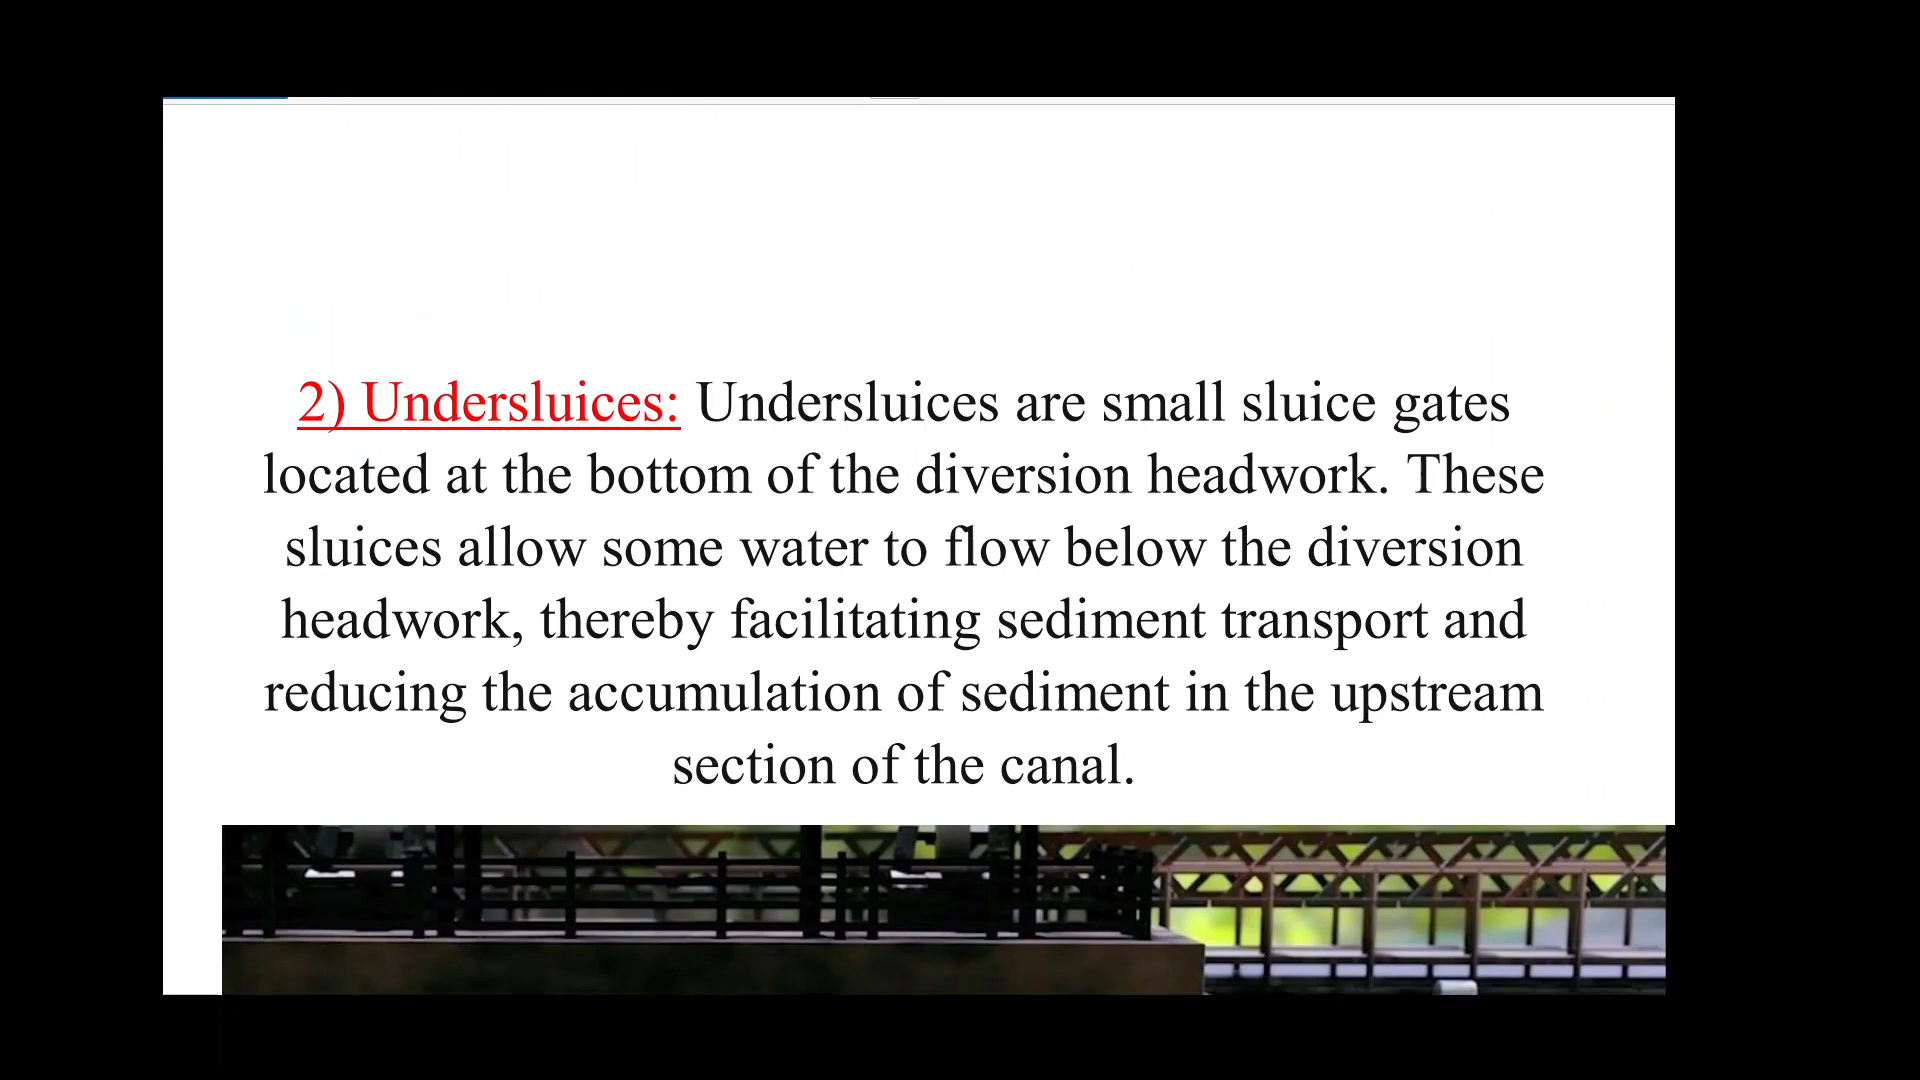 2) Undersluices: Undersluices are small sluice gates
located at the bottom of the diversion headwork. These
sluices allow some water to flow below the diversion
headwork, thereby facilitating sediment transport and
reducing the accumulation of sediment in the upstream
section of the canal.